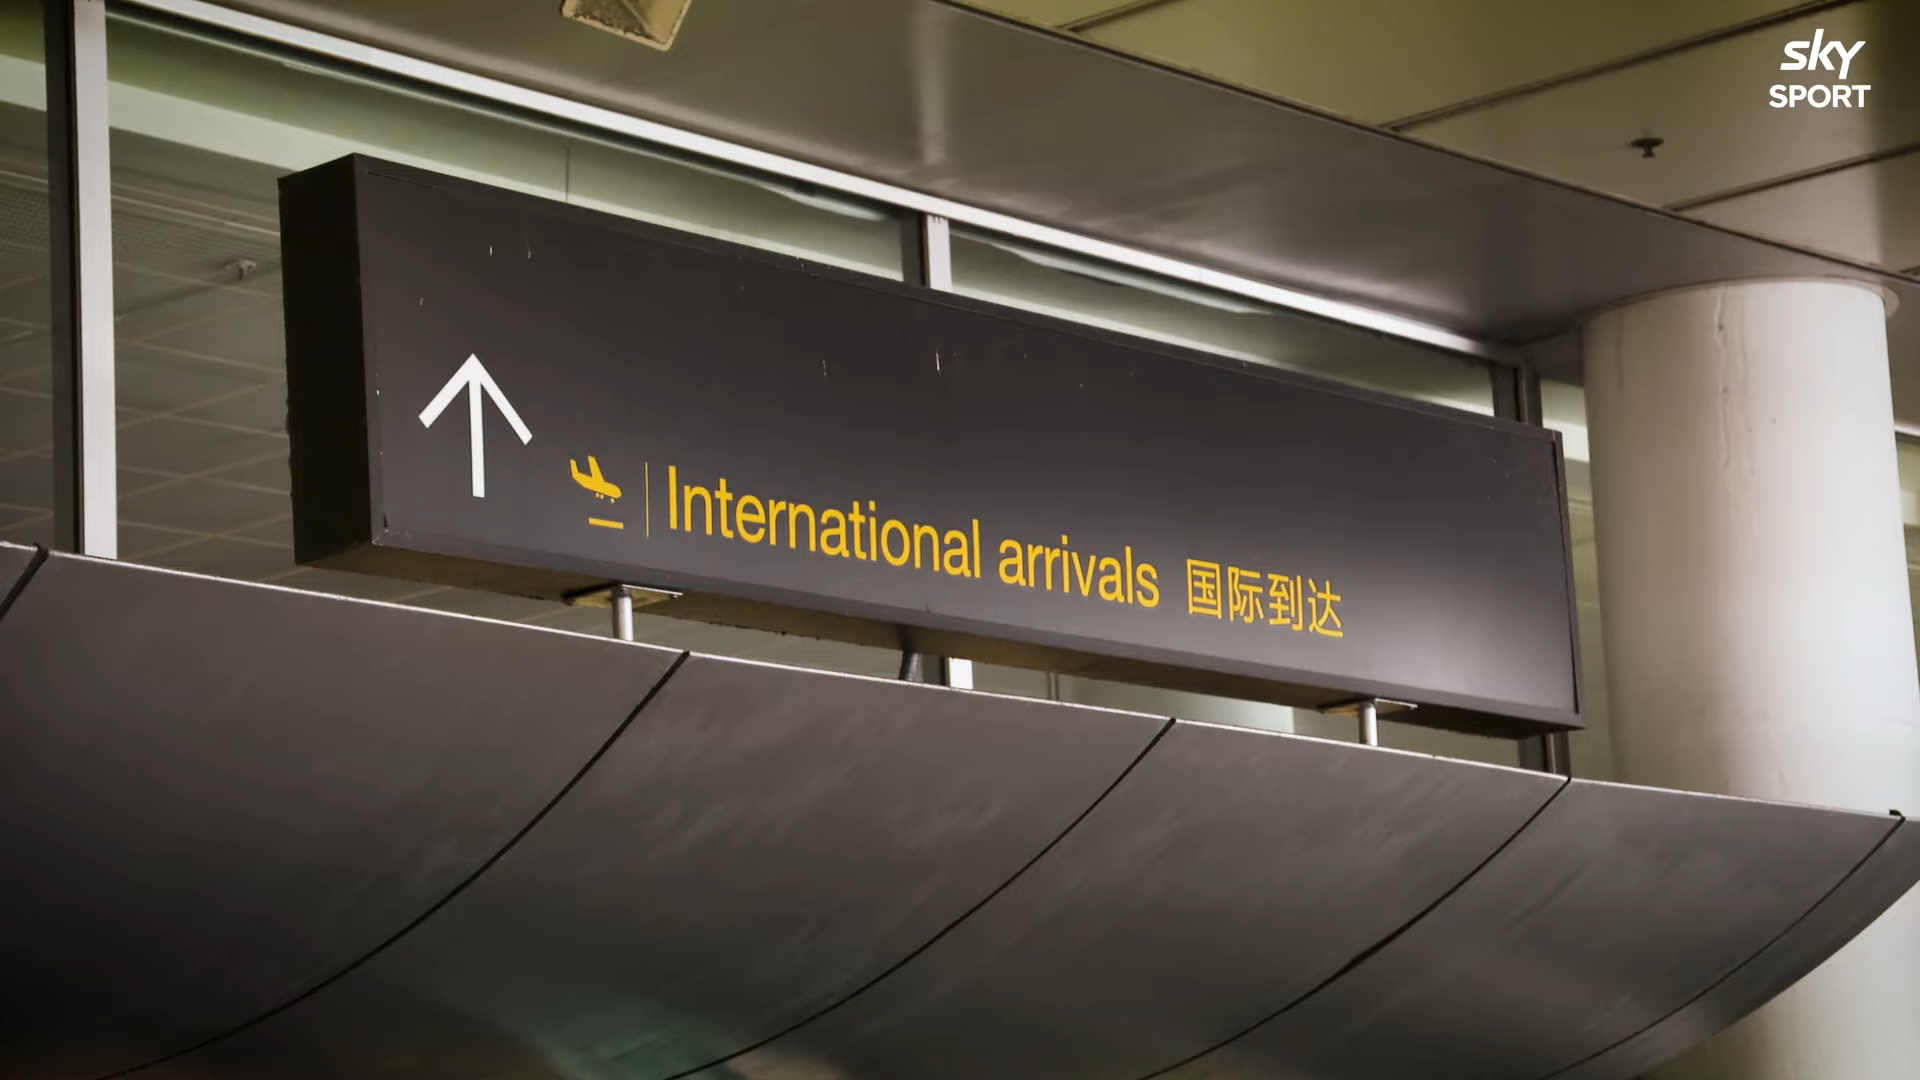 sky
SPORT
International arrivals 国际到达